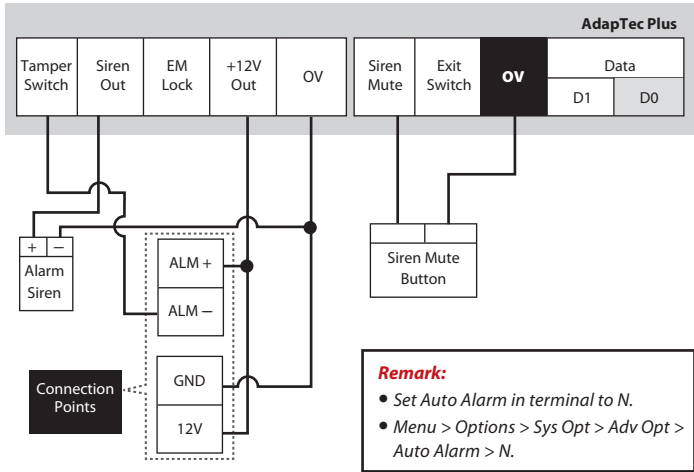 AdapTec Plus
Tamper
Switch
Siren
Out
EM
Lock
+12V
Out
OV
Siren
Mute
Exit
Switch
OV
Data
D1
D0
+ −
Alarm
Siren
ALM +
ALM −
Siren Mute
Button
Connection
Points
GND
12V
Remark:
• Set Auto Alarm in terminal to N.
• Menu > Options > Sys Opt > Adv Opt >
Auto Alarm > N.